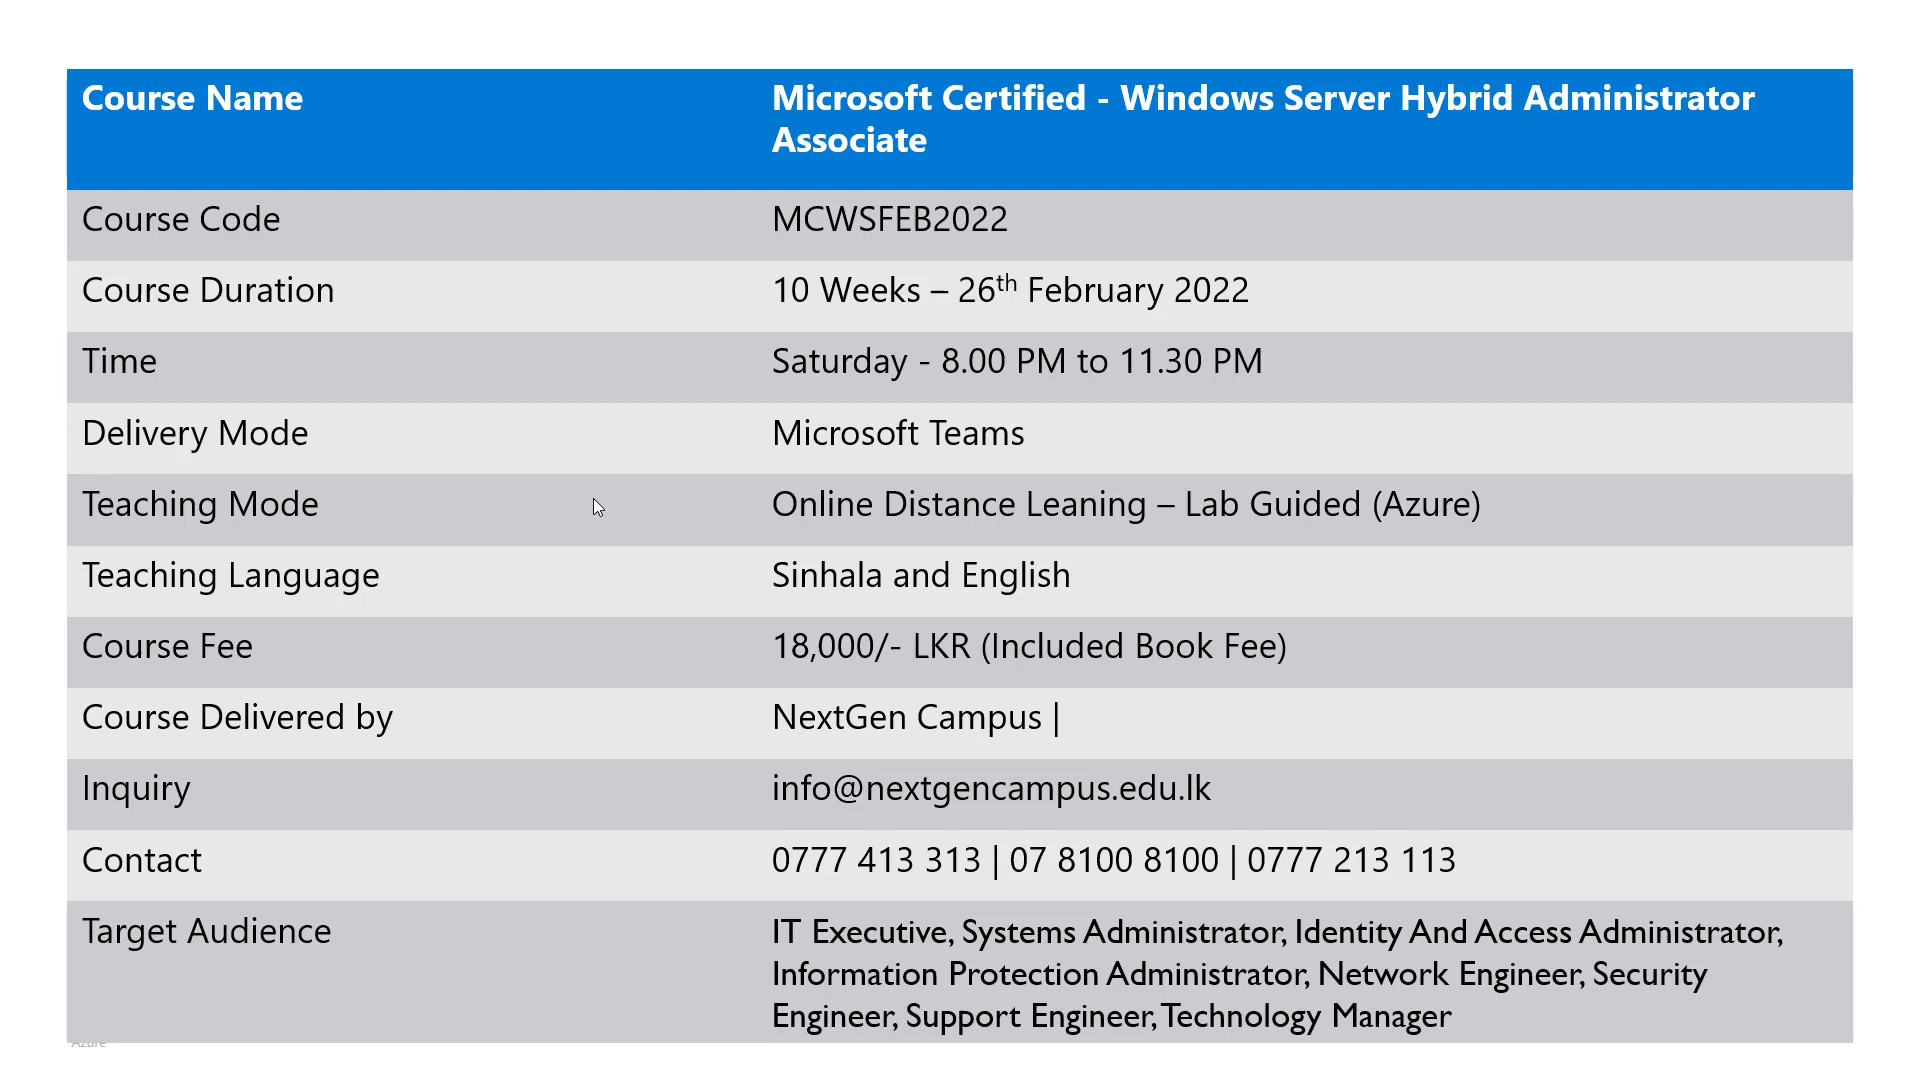 Course Name
Microsoft Certified - Windows Server Hybrid Administrator
Associate
Course Code
MCWSFEB2022
Course Duration
10 Weeks – 26th February 2022
Time
Saturday - 8.00 PM to 11.30 PM
Delivery Mode
Microsoft Teams
Teaching Mode
Online Distance Leaning – Lab Guided (Azure)
Teaching Language
Sinhala and English
Course Fee
18,000/- LKR (Included Book Fee)
Course Delivered by
NextGen Campus |
Inquiry
info@nextgencampus.edu.lk
Contact
0777 413 313 | 07 8100 8100 | 0777 213 113
Target Audience
IT Executive, Systems Administrator, Identity And Access Administrator,
Information Protection Administrator, Network Engineer, Security
Engineer, Support Engineer, Technology Manager
Azure